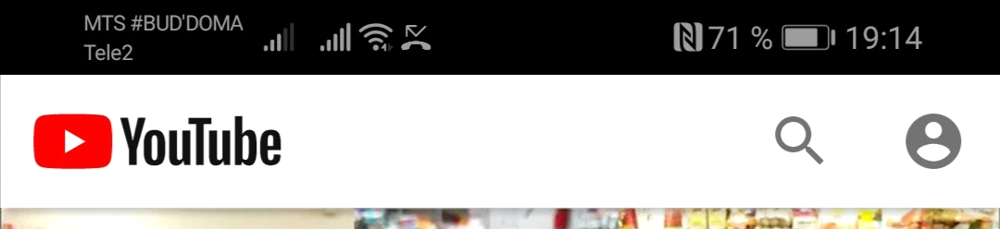 MTS #BUD'DOMA
Tele2
71 % 19:14
YouTube